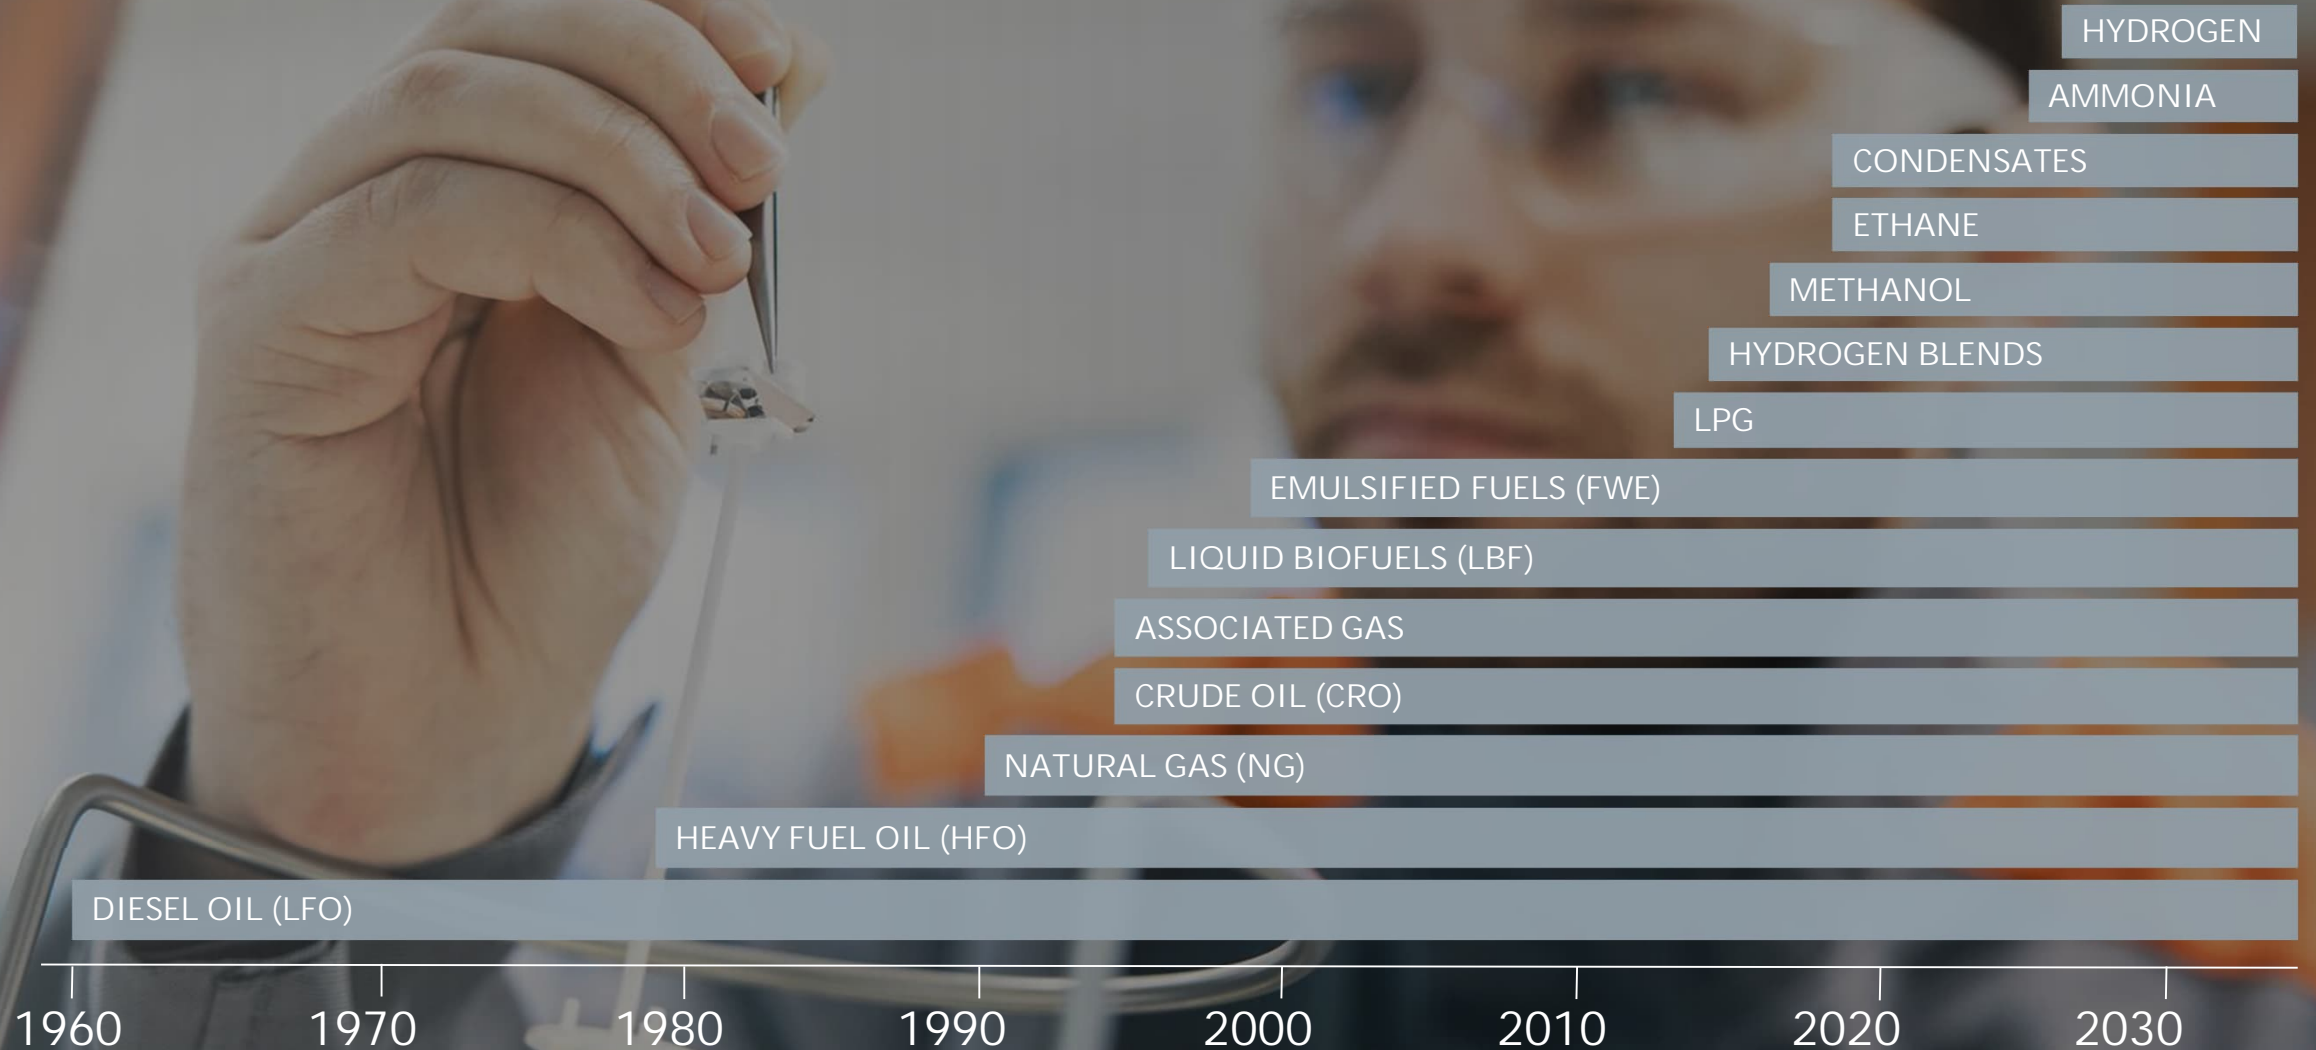 HYDROGEN
AMMONIA
CONDENSATES
ETHANE
METHANOL
HYDROGEN BLENDS
LPG
EMULSIFIED FUELS (FWE)
LIQUID BIOFUELS (LBF)
ASSOCIATED GAS
CRUDE OIL (CRO)
NATURAL GAS (NG)
HEAVY FUEL OIL (HFO)
DIESEL OIL (LFO)
1960 1970 1980 1990 2000 2010 2020 2030